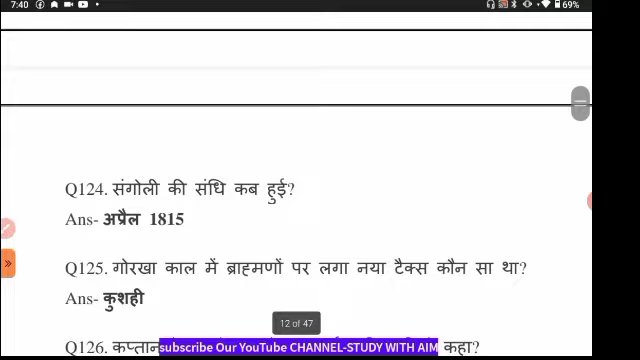 7:40 69%
Q124. संगोली की संधि कब हुई?
Ans- अप्रैल 1815
Q125. गोरखा काल में ब्राह्मणों पर लगा नया टैक्स कौन सा था?
Ans- कुशही
12 of 47
Q126. कप्तान कहा?
subscribe Our YouTube CHANNEL-STUDY WITH AIM